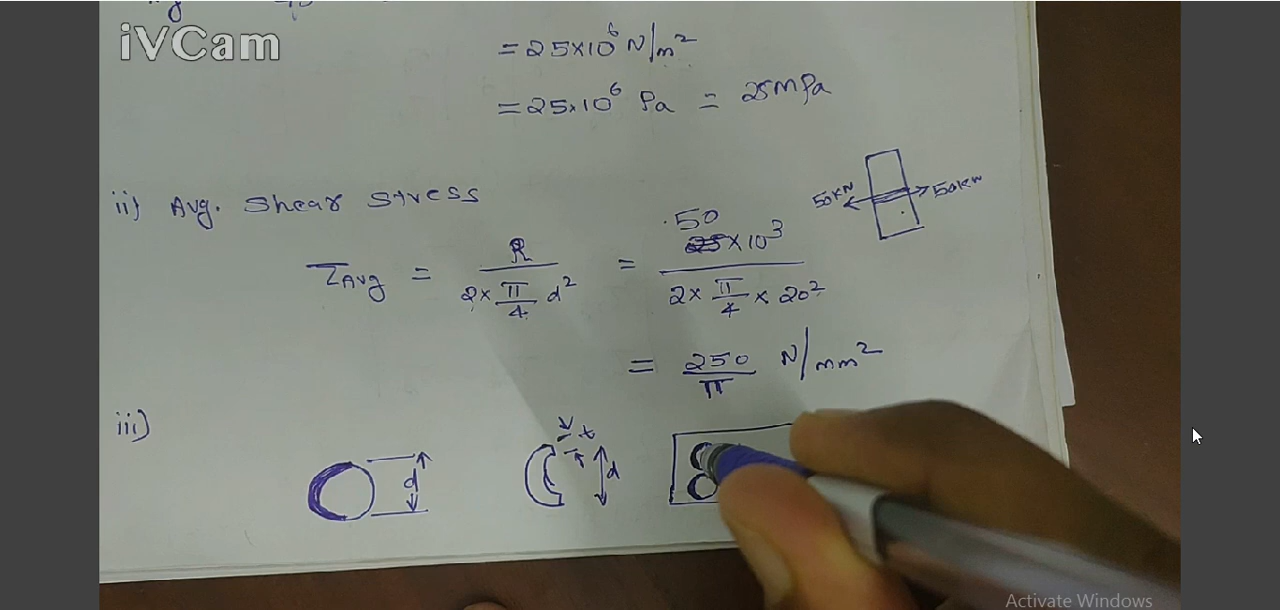 iVCam
= 25×10⁶ N/m²
= 25×10⁶ Pa = 25 MPa
ii) Avg. Shear Stress
50KN 50KN
τAvg = R / (2 × π/4 d²) = 50 × 10³ / (2 × π/4 × 20²)
= 250/π N/mm²
iii)
d t d
Activate Windows